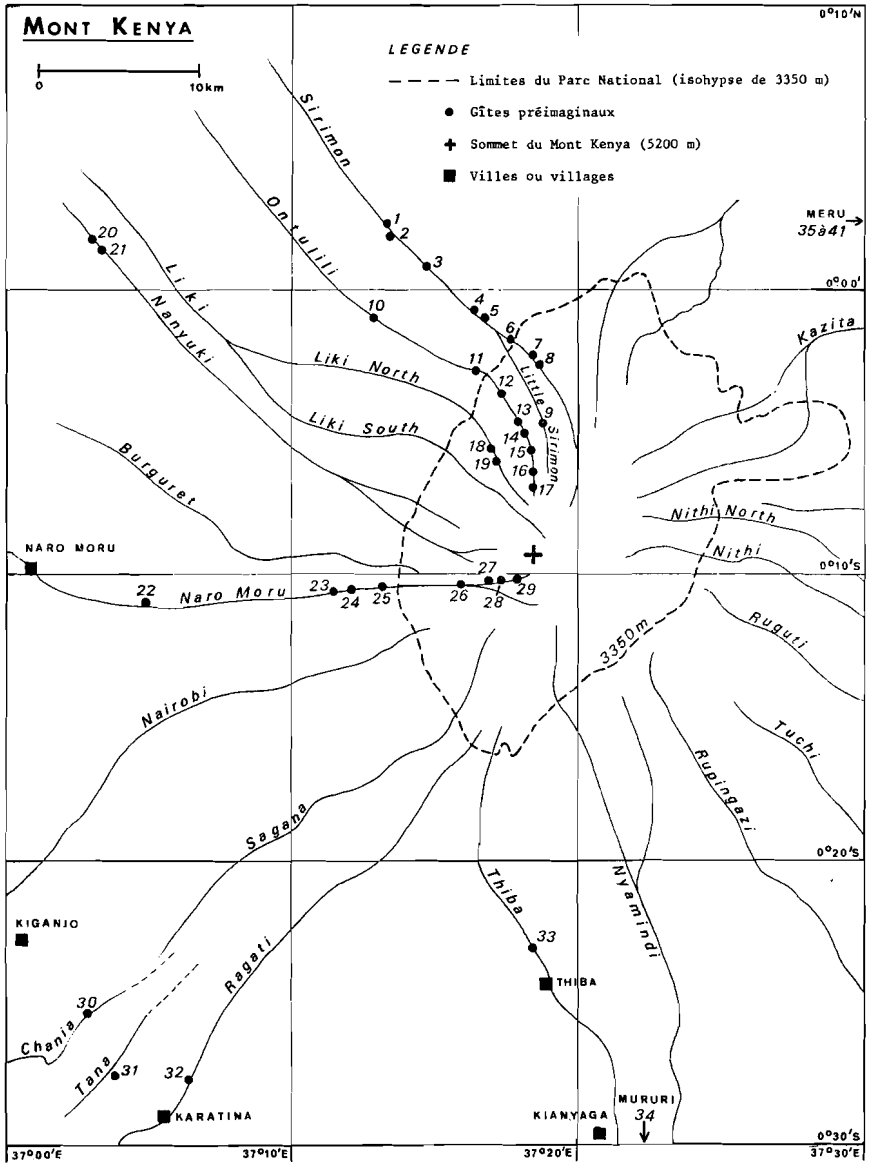 MONT KENYA
0 10km
LEGENDE
Limites du Parc National (isohypse de 3350 m)
Gîtes préimaginaux
Sommet du Mont Kenya (5200 m)
Villes ou villages
0°10'N
Sirimon
Ontulili
Liki
Nanyuki
1
2
3
4
5
6
7
8
9
10
11
12
13
14
15
16
17
18
19
20
21
MERU
35à41
0°00'
Kazita
Liki North
Little Sirimon
Liki South
Burguret
Nithi North
Nithi
NARO MORU
0°10'S
22
Naro Moru
23
24
25
26
27
28
29
3350m
Ruguti
Nairobi
Tuchi
Rupingazi
Sagana
0°20'S
Thiba
Nyamindi
KIGANJO
Ragati
33
THIBA
30
Chania
Tana
31
32
KARATINA
KIANYAGA
MURURI
34
0°30'S
37°00'E
37°10'E
37°20'E
37°30'E